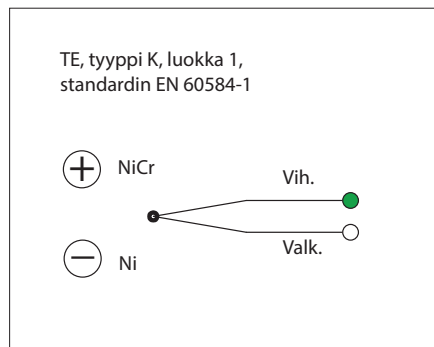 TE, tyyppi K, luokka 1,
standardin EN 60584-1
NiCr
Vih.
Valk.
Ni